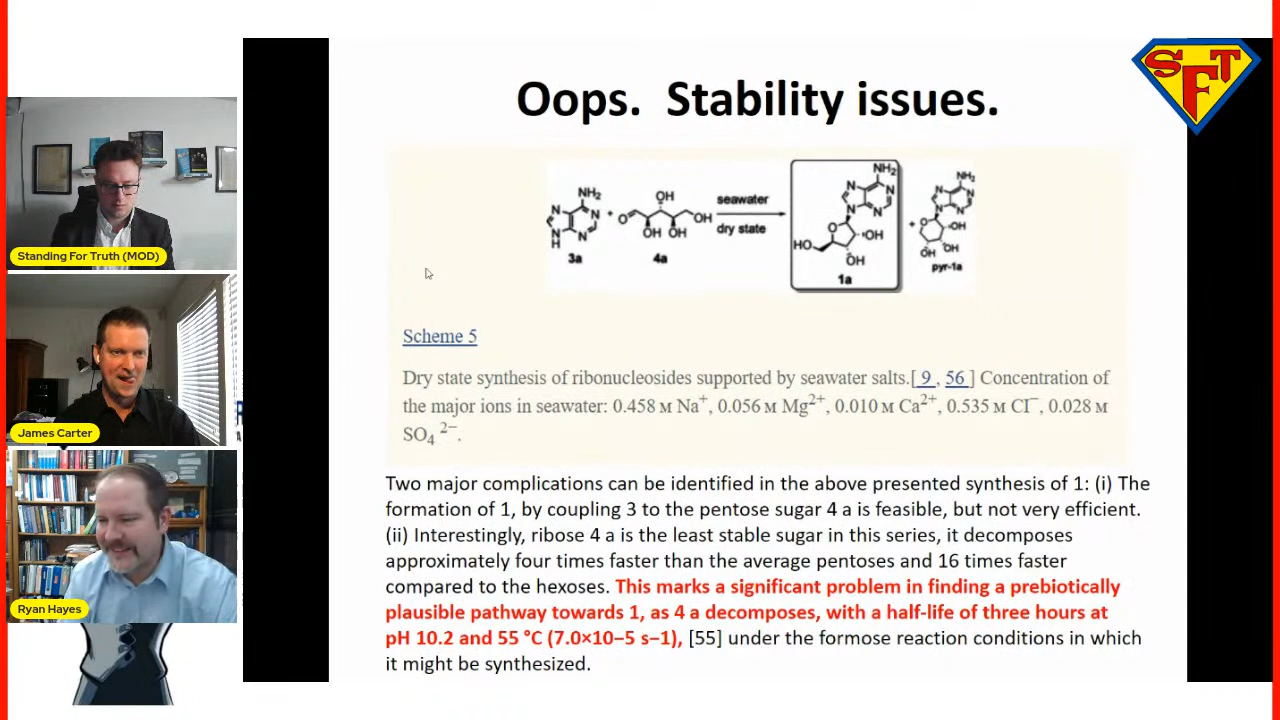 SFT
Oops.  Stability issues.
NH₂
N
N
N
N
H
3a
+
O
OH
OH
OH
OH
4a
seawater
dry state
NH₂
N
N
N
N
HO
O
OH
OH
1a
+
NH₂
N
N
N
N
O
OH
OH
OH
pyr-1a
Scheme 5
Dry state synthesis of ribonucleosides supported by seawater salts.[ 9 , 56 ] Concentration of
the major ions in seawater: 0.458 ᴍ Na⁺, 0.056 ᴍ Mg²⁺, 0.010 ᴍ Ca²⁺, 0.535 ᴍ Cl⁻, 0.028 ᴍ
SO₄ ²⁻.
Two major complications can be identified in the above presented synthesis of 1: (i) The
formation of 1, by coupling 3 to the pentose sugar 4 a is feasible, but not very efficient.
(ii) Interestingly, ribose 4 a is the least stable sugar in this series, it decomposes
approximately four times faster than the average pentoses and 16 times faster
compared to the hexoses. This marks a significant problem in finding a prebiotically
plausible pathway towards 1, as 4 a decomposes, with a half-life of three hours at
pH 10.2 and 55 °C (7.0×10−5 s−1), [55] under the formose reaction conditions in which
it might be synthesized.
Standing For Truth (MOD)
James Carter
Ryan Hayes